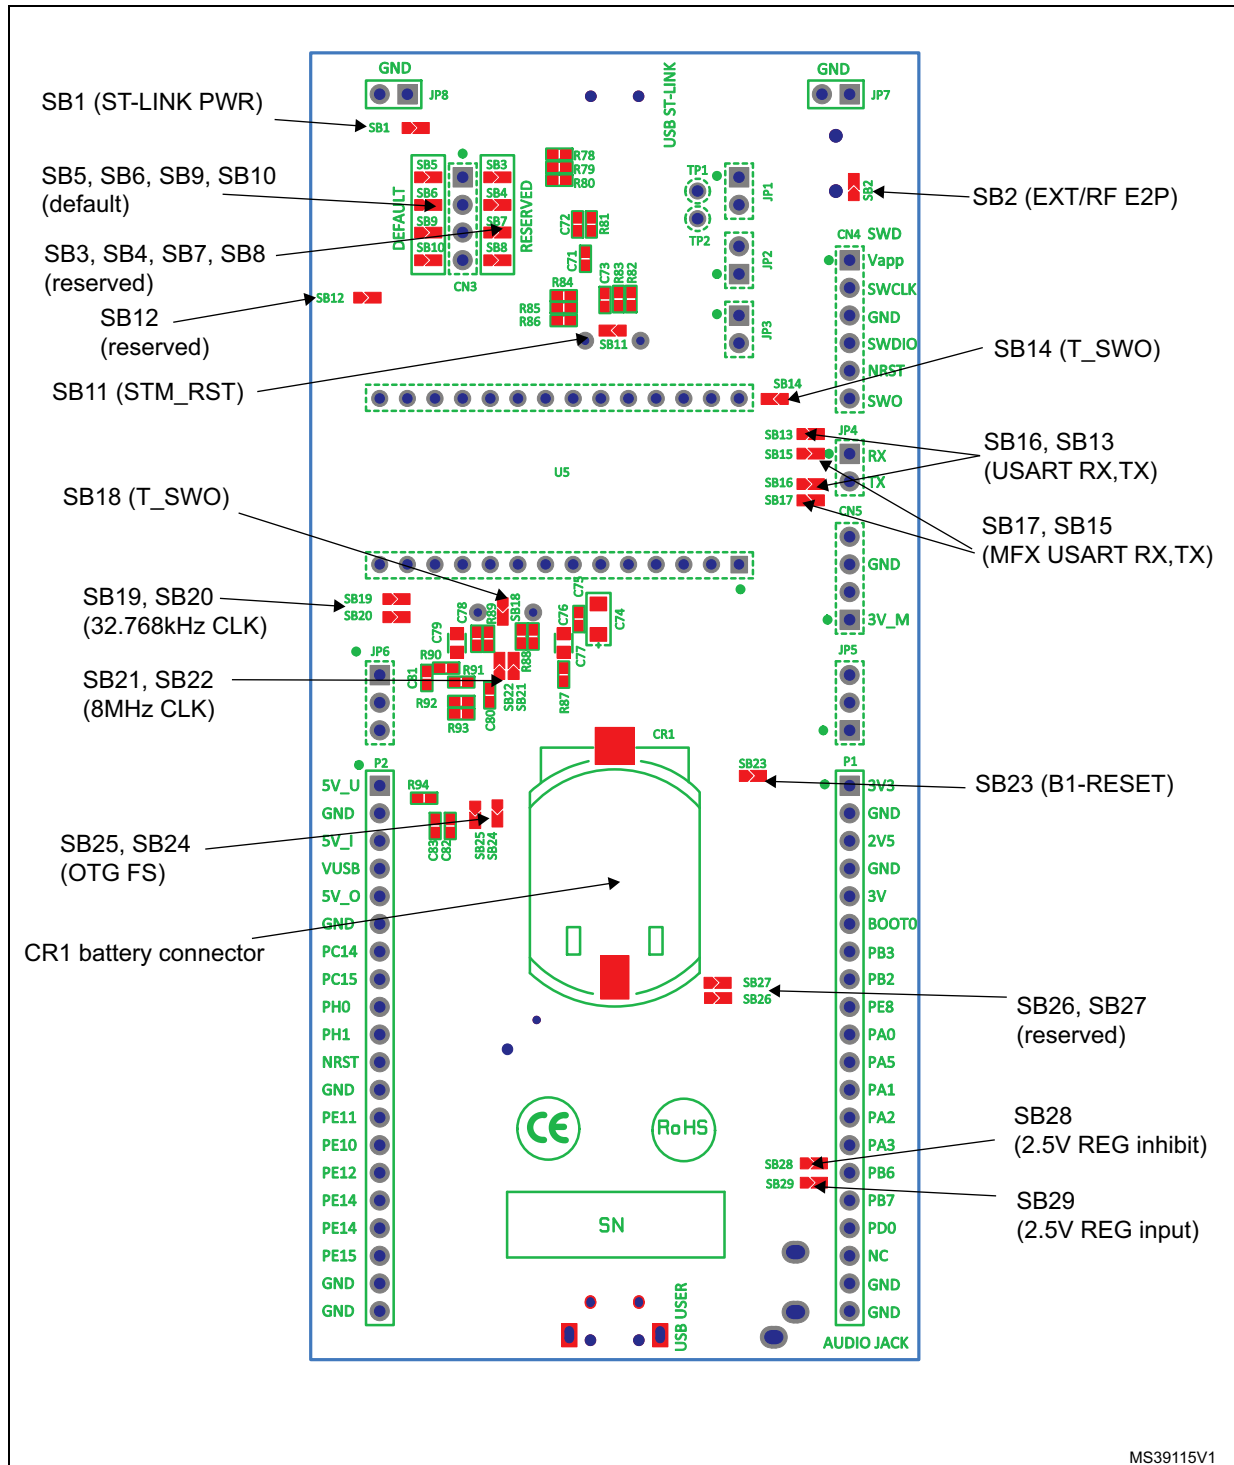 GND
GND
SB1 (ST-LINK PWR)
JP8
JP7
SB1
USB ST-LINK
SB5, SB6, SB9, SB10
(default)
SB3, SB4, SB7, SB8
(reserved)
SB12
(reserved)
SB11 (STM_RST)
DEFAULT
SB5
SB6
SB9
SB10
CN3
SB3
SB4
SB7
SB8
RESERVED
SB12
R78
R79
R80
C72
R81
C71
R84
R85
R86
C73
R83
R82
SB11
TP1
TP2
JP1
JP2
JP3
SB2
SB2 (EXT/RF E2P)
CN4
SWD
Vapp
SWCLK
GND
SWDIO
NRST
SWO
SB14
SB14 (T_SWO)
SB13
SB15
SB16
SB17
JP4
RX
TX
SB16, SB13
(USART RX,TX)
SB17, SB15
(MFX USART RX,TX)
CN5
GND
3V_M
JP5
U5
SB18 (T_SWO)
SB19, SB20
(32.768kHz CLK)
SB19
SB20
SB21, SB22
(8MHz CLK)
JP6
C78
C79
R89
SB18
R88
C76
C75
C74
C77
R87
R90
C81
R91
R92
R93
C80
SB22
SB21
CR1
SB23
SB23 (B1-RESET)
P2
5V_U
GND
5V_I
VUSB
5V_O
GND
PC14
PC15
PH0
PH1
NRST
GND
PE11
PE10
PE12
PE14
PE14
PE15
GND
GND
R94
C83
C82
SB25
SB24
SB25, SB24
(OTG FS)
CR1 battery connector
P1
3V3
GND
2V5
GND
3V
BOOT0
PB3
PB2
PE8
PA0
PA5
PA1
PA2
PA3
PB6
PB7
PD0
NC
GND
GND
SB27
SB26
SB26, SB27
(reserved)
CE
RoHS
SB28
(2.5V REG inhibit)
SB28
SB29
SB29
(2.5V REG input)
SN
USB USER
AUDIO JACK
MS39115V1